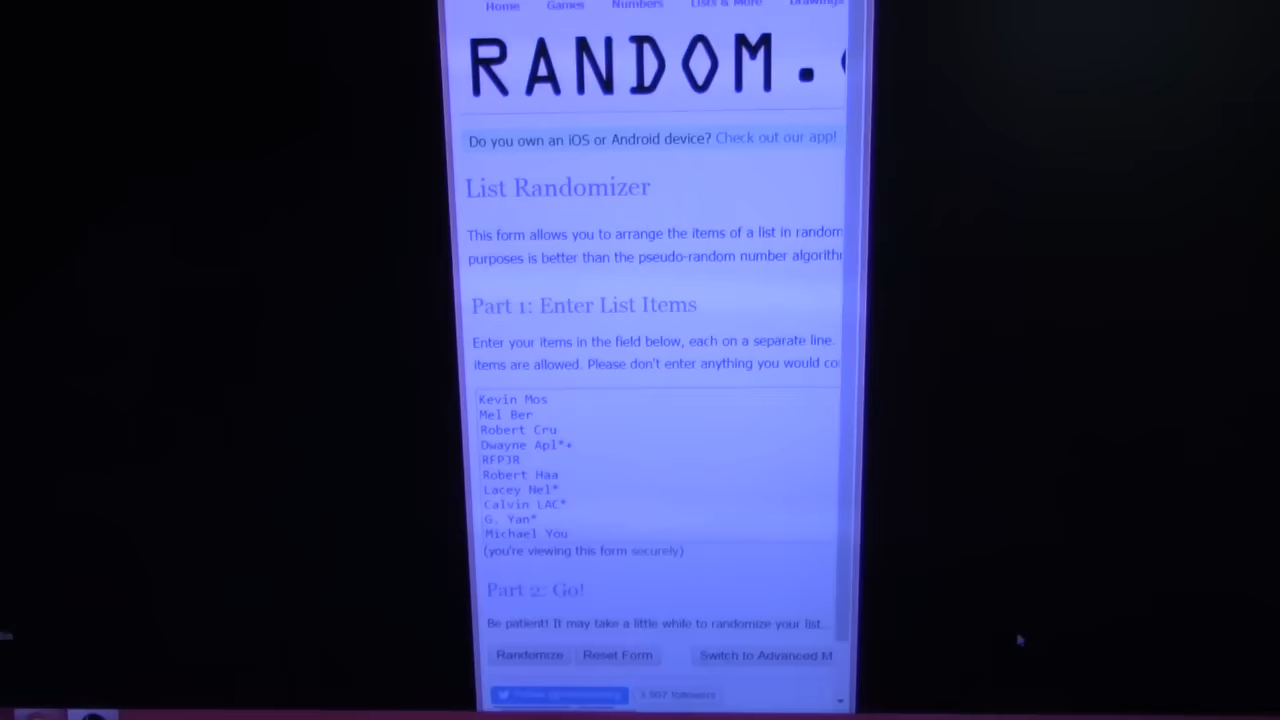 Home Games Numbers Lists & More Drawings
RANDOM.
Do you own an iOS or Android device? Check out our app!
List Randomizer
This form allows you to arrange the items of a list in random
purposes is better than the pseudo-random number algorith
Part 1: Enter List Items
Enter your items in the field below, each on a separate line.
items are allowed. Please don't enter anything you would co
Kevin Mos
Mel Ber
Robert Cru
Dwayne Apl*+
RFPJR
Robert Haa
Lacey Nel*
Calvin LAC*
G. Yan*
Michael You
(you're viewing this form securely)
Part 2: Go!
Be patient! It may take a little while to randomize your list...
Randomize Reset Form Switch to Advanced M
followers